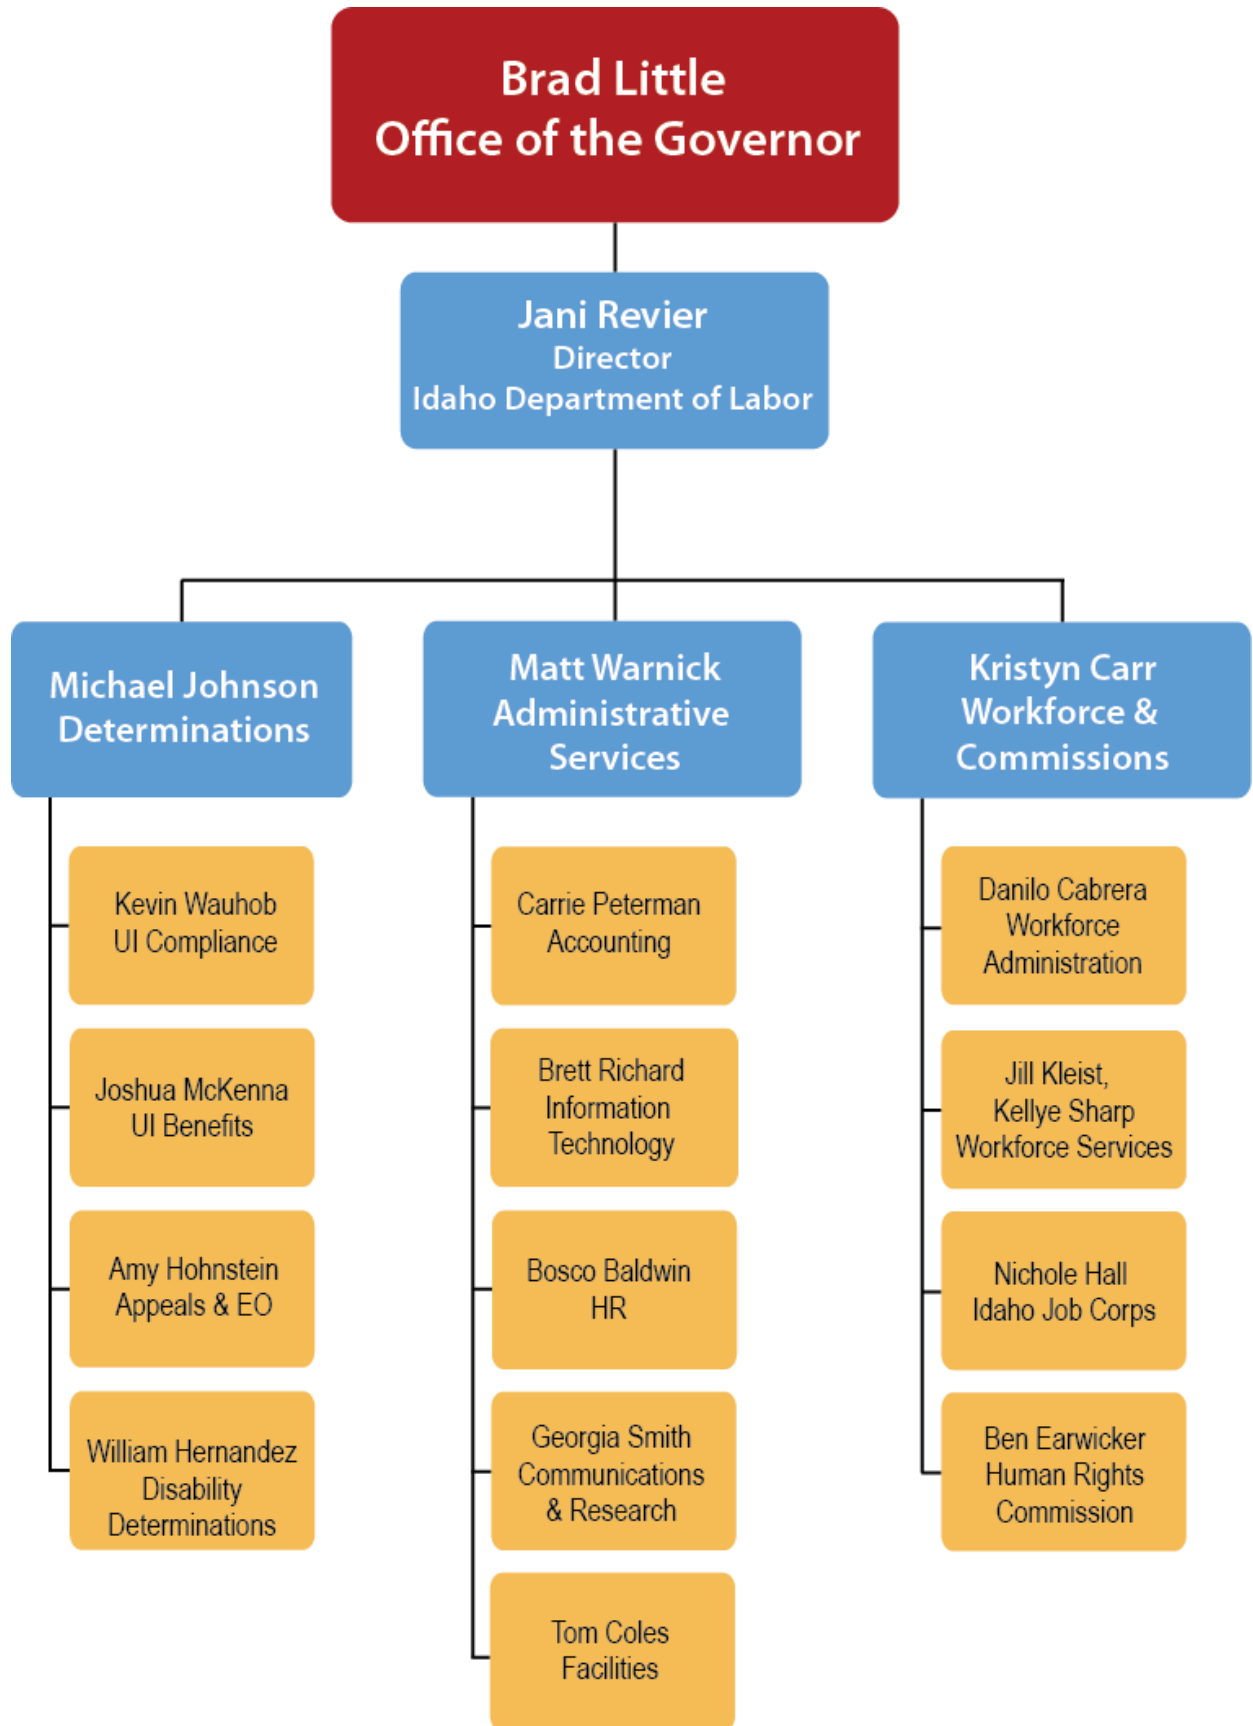 Brad Little
Office of the Governor
Jani Revier
Director
Idaho Department of Labor
Michael Johnson
Determinations
Matt Warnick
Administrative
Services
Kristyn Carr
Workforce &
Commissions
Kevin Wauhob
UI Compliance
Joshua McKenna
UI Benefits
Amy Hohnstein
Appeals & EO
William Hernandez
Disability
Determinations
Carrie Peterman
Accounting
Brett Richard
Information
Technology
Bosco Baldwin
HR
Georgia Smith
Communications
& Research
Tom Coles
Facilities
Danilo Cabrera
Workforce
Administration
Jill Kleist,
Kellye Sharp
Workforce Services
Nichole Hall
Idaho Job Corps
Ben Earwicker
Human Rights
Commission